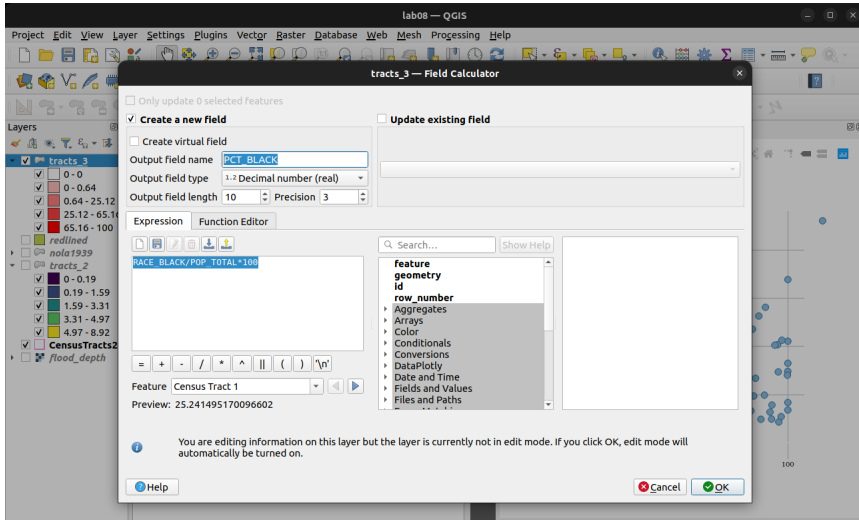 lab08 — QGIS
Project Edit View Layer Settings Plugins Vector Raster Database Web Mesh Processing Help
tracts_3 — Field Calculator
Only update 0 selected features
Create a new field
Update existing field
Create virtual field
Output field name PCT_BLACK
Output field type 1.2 Decimal number (real)
Output field length 10 Precision 3
Expression Function Editor
Search... Show Help
RACE_BLACK/POP_TOTAL*100
feature
geometry
id
row_number
Aggregates
Arrays
Color
Conditionals
Conversions
DataPlotly
Date and Time
Fields and Values
Files and Paths
= + - / * ^ || ( ) '\n'
Feature Census Tract 1
Preview: 25.241495170096602
You are editing information on this layer but the layer is currently not in edit mode. If you click OK, edit mode will
automatically be turned on.
Help
Cancel OK
Layers
tracts_3
0 - 0
0 - 0.64
0.64 - 25.12
25.12 - 65.16
65.16 - 100
redlined
nola1939
tracts_2
0 - 0.19
0.19 - 1.59
1.59 - 3.31
3.31 - 4.97
4.97 - 8.92
CensusTracts2
flood_depth
100